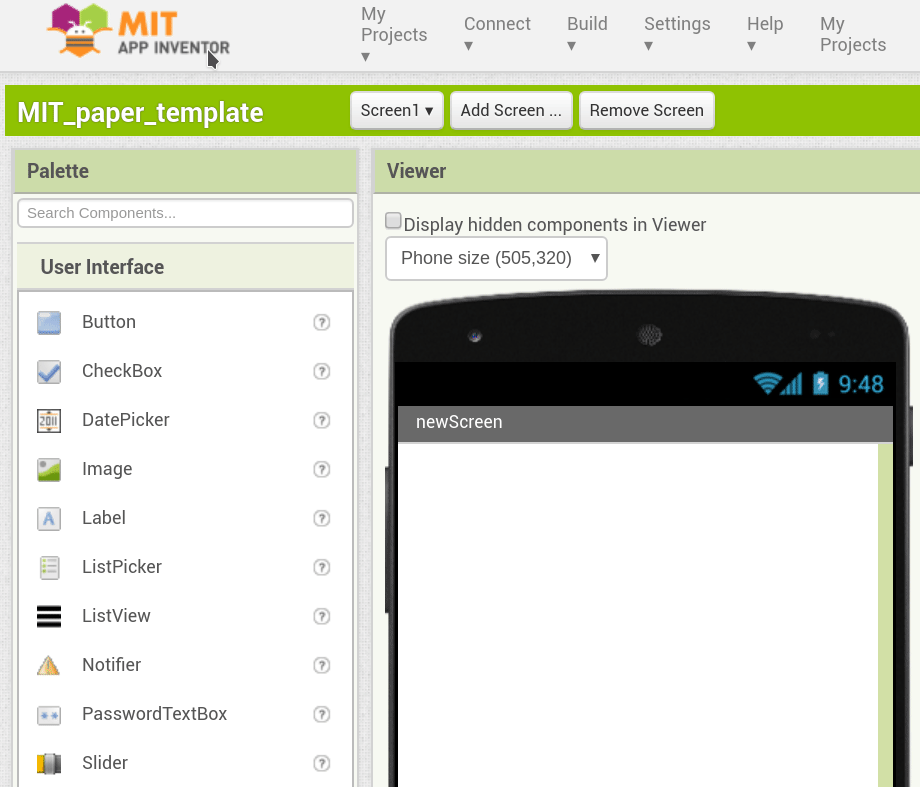 MIT
APP INVENTOR
My
Projects
▾
Connect
▾
Build
▾
Settings
▾
Help
▾
My
Projects
MIT_paper_template
Screen1 ▾
Add Screen ...
Remove Screen
Palette
Viewer
Search Components...
Display hidden components in Viewer
Phone size (505,320) ▾
User Interface
Button ?
CheckBox ?
2011 DatePicker ?
Image ?
A Label ?
ListPicker ?
ListView ?
Notifier ?
** PasswordTextBox ?
Slider ?
9:48
newScreen